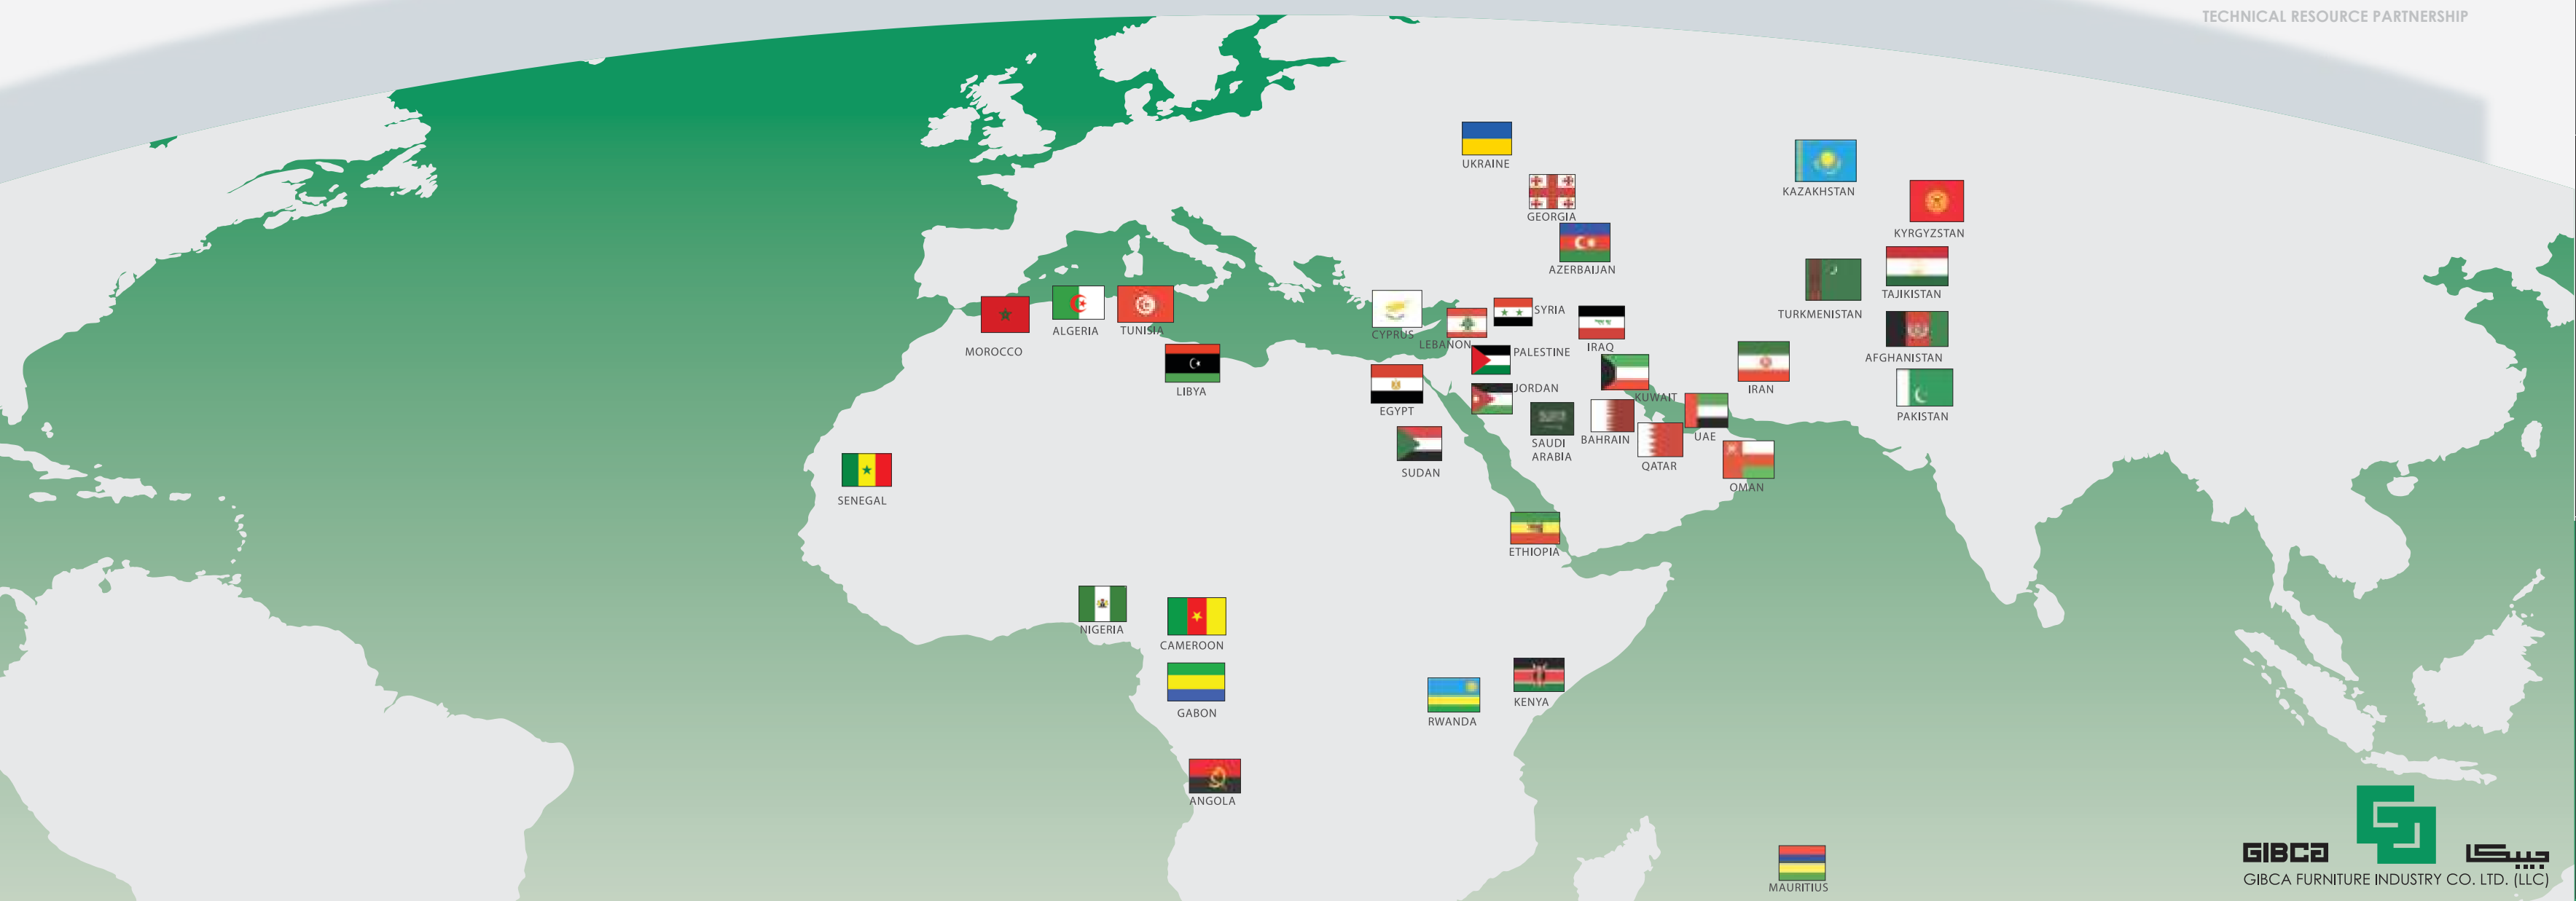 TECHNICAL RESOURCE PARTNERSHIP
UKRAINE
KAZAKHSTAN
GEORGIA
KYRGYZSTAN
AZERBAIJAN
TAJIKISTAN
SYRIA
TURKMENISTAN
ALGERIA
TUNISIA
CYPRUS
LEBANON
IRAQ
MOROCCO
PALESTINE
AFGHANISTAN
JORDAN
IRAN
LIBYA
KUWAIT
EGYPT
PAKISTAN
SAUDI
ARABIA
BAHRAIN
UAE
QATAR
SUDAN
OMAN
SENEGAL
ETHIOPIA
NIGERIA
CAMEROON
KENYA
GABON
RWANDA
ANGOLA
MAURITIUS
GIBCA جيبكا
GIBCA FURNITURE INDUSTRY CO. LTD. (LLC)